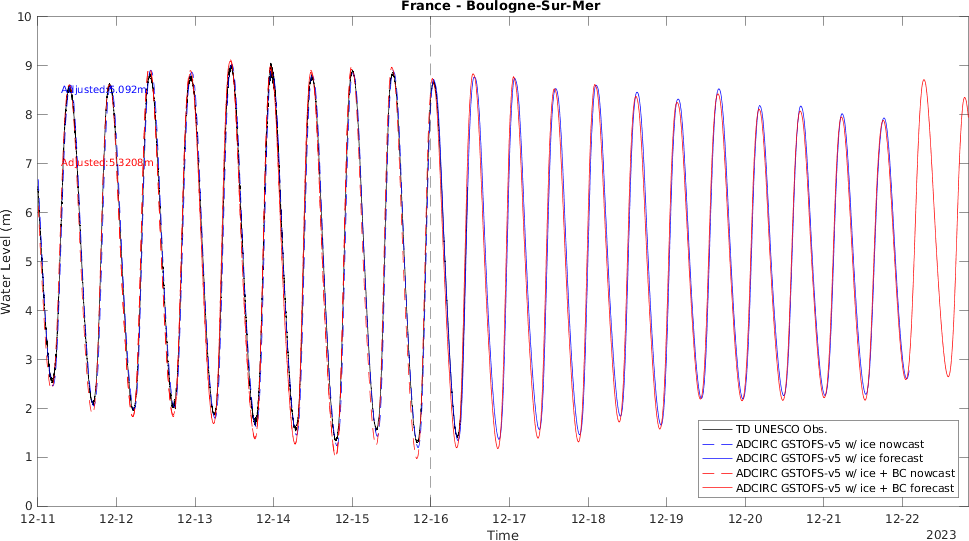 France - Boulogne-Sur-Mer
10
9
8
7
6
5
4
3
2
1
0
Water Level (m)
Adjusted:5.092m
Adjusted:5.3208m
TD UNESCO Obs.
ADCIRC GSTOFS-v5 w/ ice nowcast
ADCIRC GSTOFS-v5 w/ ice forecast
ADCIRC GSTOFS-v5 w/ ice + BC nowcast
ADCIRC GSTOFS-v5 w/ ice + BC forecast
12-11 12-12 12-13 12-14 12-15 12-16 12-17 12-18 12-19 12-20 12-21 12-22
Time
2023